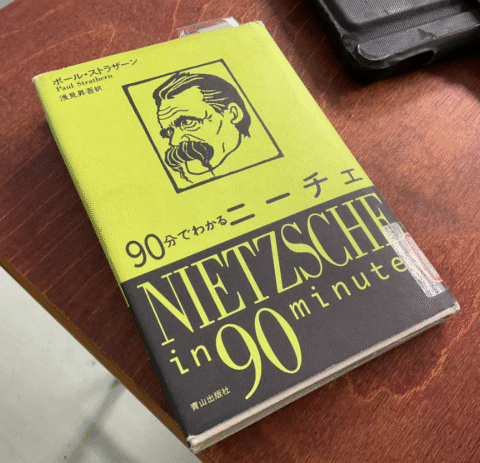 ポール・ストラザーン
Paul Strathern
浅見昇吾訳
90分でわかるニーチェ
NIETZSCHE
in 90 minute
青山出版社